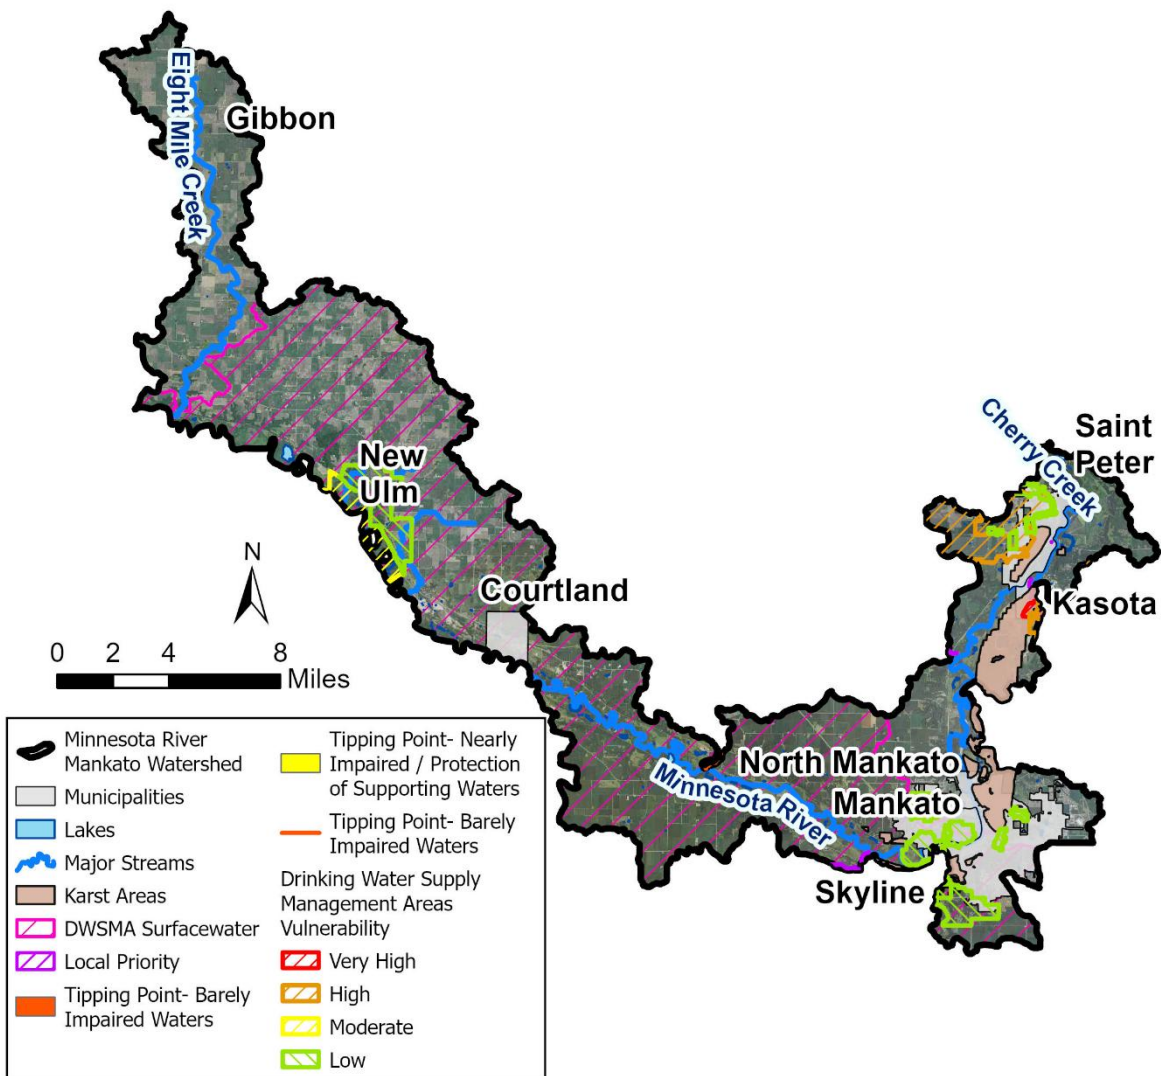 Eight Mile Creek
Gibbon
New
Ulm
Courtland
Cherry Creek
Saint
Peter
Kasota
North Mankato
Mankato
Minnesota River
Skyline
N
0 2 4 8
Miles
Minnesota River
Mankato Watershed
Municipalities
Lakes
Major Streams
Karst Areas
DWSMA Surfacewater
Local Priority
Tipping Point- Barely
Impaired Waters
Tipping Point- Nearly
Impaired / Protection
of Supporting Waters
Tipping Point- Barely
Impaired Waters
Drinking Water Supply
Management Areas
Vulnerability
Very High
High
Moderate
Low